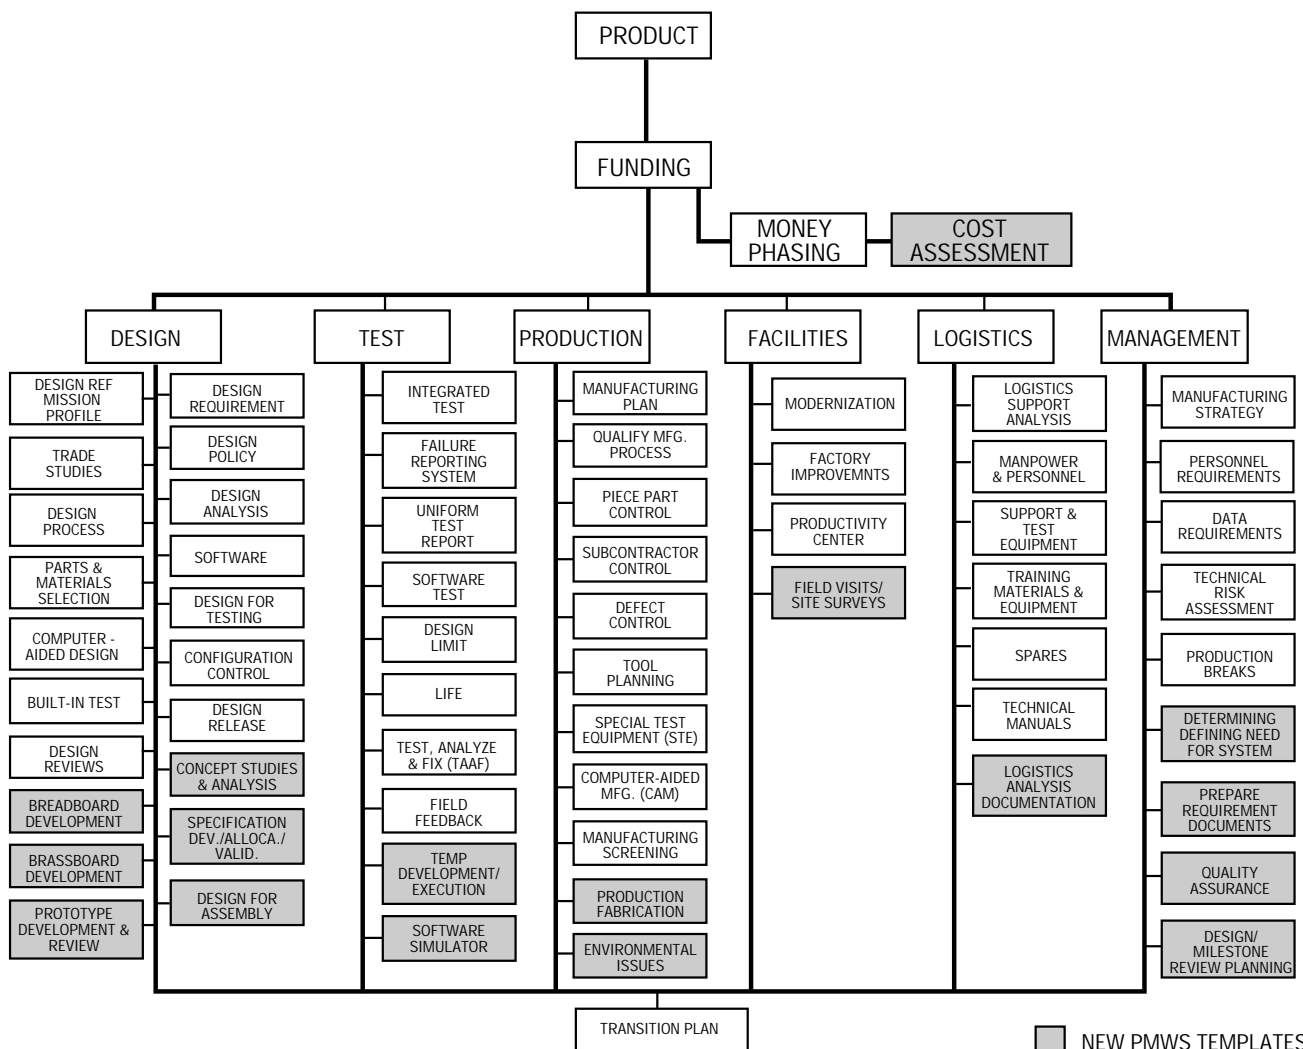 PRODUCT
FUNDING
MONEY
PHASING
COST
ASSESSMENT
DESIGN
TEST
PRODUCTION
FACILITIES
LOGISTICS
MANAGEMENT
DESIGN REF
MISSION
PROFILE
TRADE
STUDIES
DESIGN
PROCESS
PARTS &
MATERIALS
SELECTION
COMPUTER -
AIDED DESIGN
BUILT-IN TEST
DESIGN
REVIEWS
BREADBOARD
DEVELOPMENT
BRASSBOARD
DEVELOPMENT
PROTOTYPE
DEVELOPMENT &
REVIEW
DESIGN
REQUIREMENT
DESIGN
POLICY
DESIGN
ANALYSIS
SOFTWARE
DESIGN FOR
TESTING
CONFIGURATION
CONTROL
DESIGN
RELEASE
CONCEPT STUDIES
& ANALYSIS
SPECIFICATION
DEV./ALLOCA./
VALID.
DESIGN FOR
ASSEMBLY
INTEGRATED
TEST
FAILURE
REPORTING
SYSTEM
UNIFORM
TEST
REPORT
SOFTWARE
TEST
DESIGN
LIMIT
LIFE
TEST, ANALYZE
& FIX (TAAF)
FIELD
FEEDBACK
TEMP
DEVELOPMENT/
EXECUTION
SOFTWARE
SIMULATOR
MANUFACTURING
PLAN
QUALIFY MFG.
PROCESS
PIECE PART
CONTROL
SUBCONTRACTOR
CONTROL
DEFECT
CONTROL
TOOL
PLANNING
SPECIAL TEST
EQUIPMENT (STE)
COMPUTER-AIDED
MFG. (CAM)
MANUFACTURING
SCREENING
PRODUCTION
FABRICATION
ENVIRONMENTAL
ISSUES
MODERNIZATION
FACTORY
IMPROVEMNTS
PRODUCTIVITY
CENTER
FIELD VISITS/
SITE SURVEYS
LOGISTICS
SUPPORT
ANALYSIS
MANPOWER
& PERSONNEL
SUPPORT &
TEST
EQUIPMENT
TRAINING
MATERIALS &
EQUIPMENT
SPARES
TECHNICAL
MANUALS
LOGISTICS
ANALYSIS
DOCUMENTATION
MANUFACTURING
STRATEGY
PERSONNEL
REQUIREMENTS
DATA
REQUIREMENTS
TECHNICAL
RISK
ASSESSMENT
PRODUCTION
BREAKS
DETERMINING
DEFINING NEED
FOR SYSTEM
PREPARE
REQUIREMENT
DOCUMENTS
QUALITY
ASSURANCE
DESIGN/
MILESTONE
REVIEW PLANNING
TRANSITION PLAN
NEW PMWS TEMPLATES